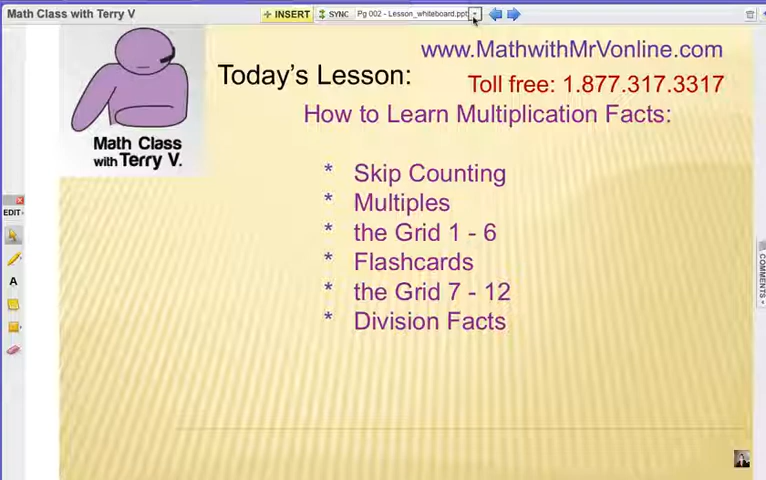 Math Class with Terry V
INSERT
SYNC
Pg 002 - Lesson_whiteboard.ppt
www.MathwithMrVonline.com
Today's Lesson:
Toll free: 1.877.317.3317
How to Learn Multiplication Facts:
Math Class
with Terry V.
* Skip Counting
* Multiples
* the Grid 1 - 6
* Flashcards
* the Grid 7 - 12
* Division Facts
EDIT
A
COMMENTS